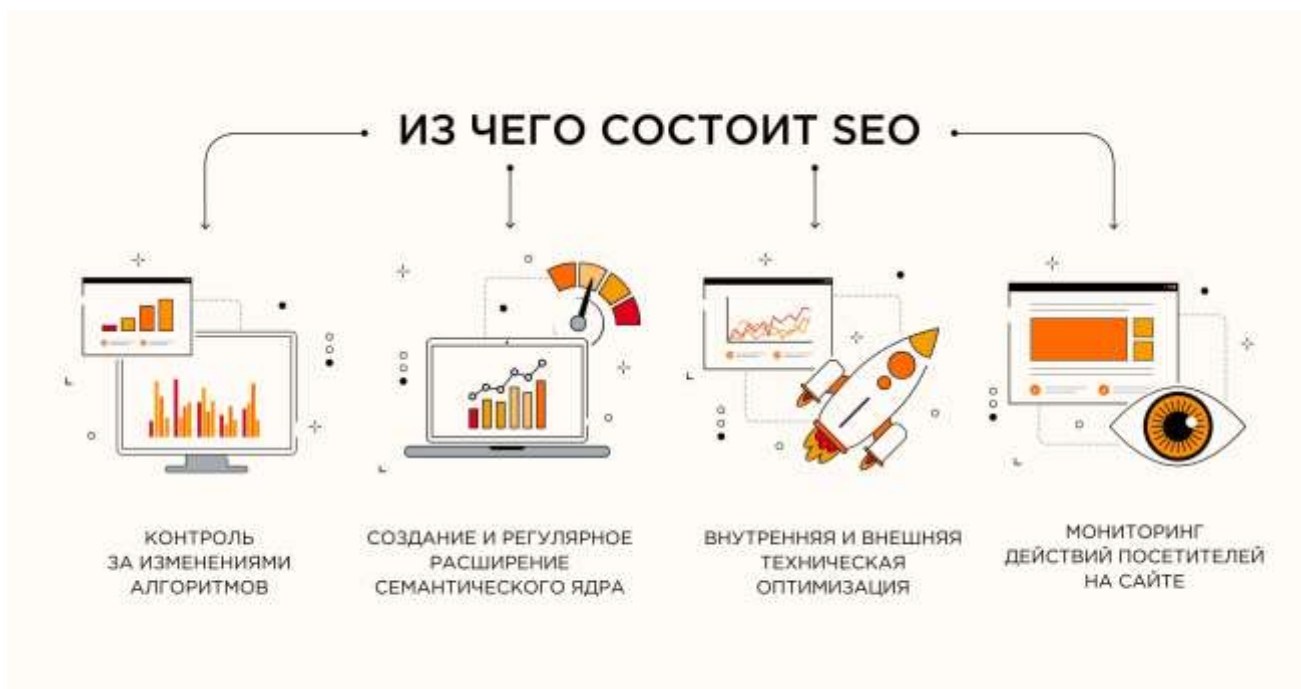 ИЗ ЧЕГО СОСТОИТ SEO
КОНТРОЛЬ
ЗА ИЗМЕНЕНИЯМИ
АЛГОРИТМОВ
СОЗДАНИЕ И РЕГУЛЯРНОЕ
РАСШИРЕНИЕ
СЕМАНТИЧЕСКОГО ЯДРА
ВНУТРЕННЯЯ И ВНЕШНЯЯ
ТЕХНИЧЕСКАЯ
ОПТИМИЗАЦИЯ
МОНИТОРИНГ
ДЕЙСТВИЙ ПОСЕТИТЕЛЕЙ
НА САЙТЕ